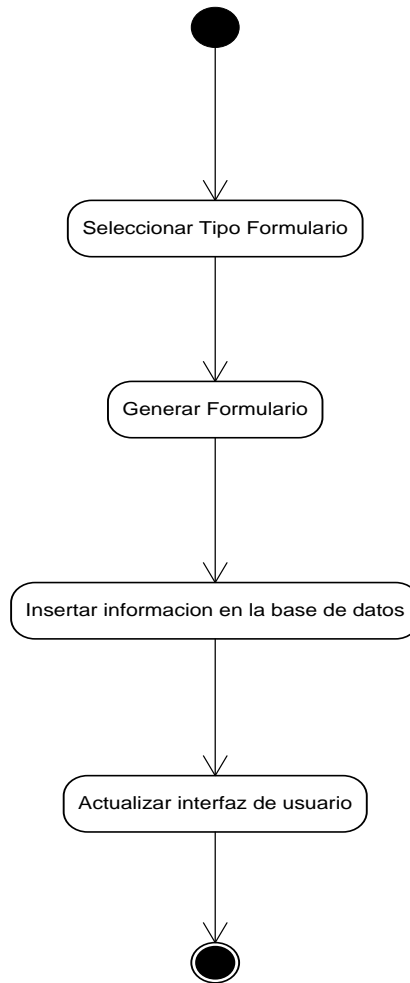 Seleccionar Tipo Formulario
Generar Formulario
Insertar informacion en la base de datos
Actualizar interfaz de usuario